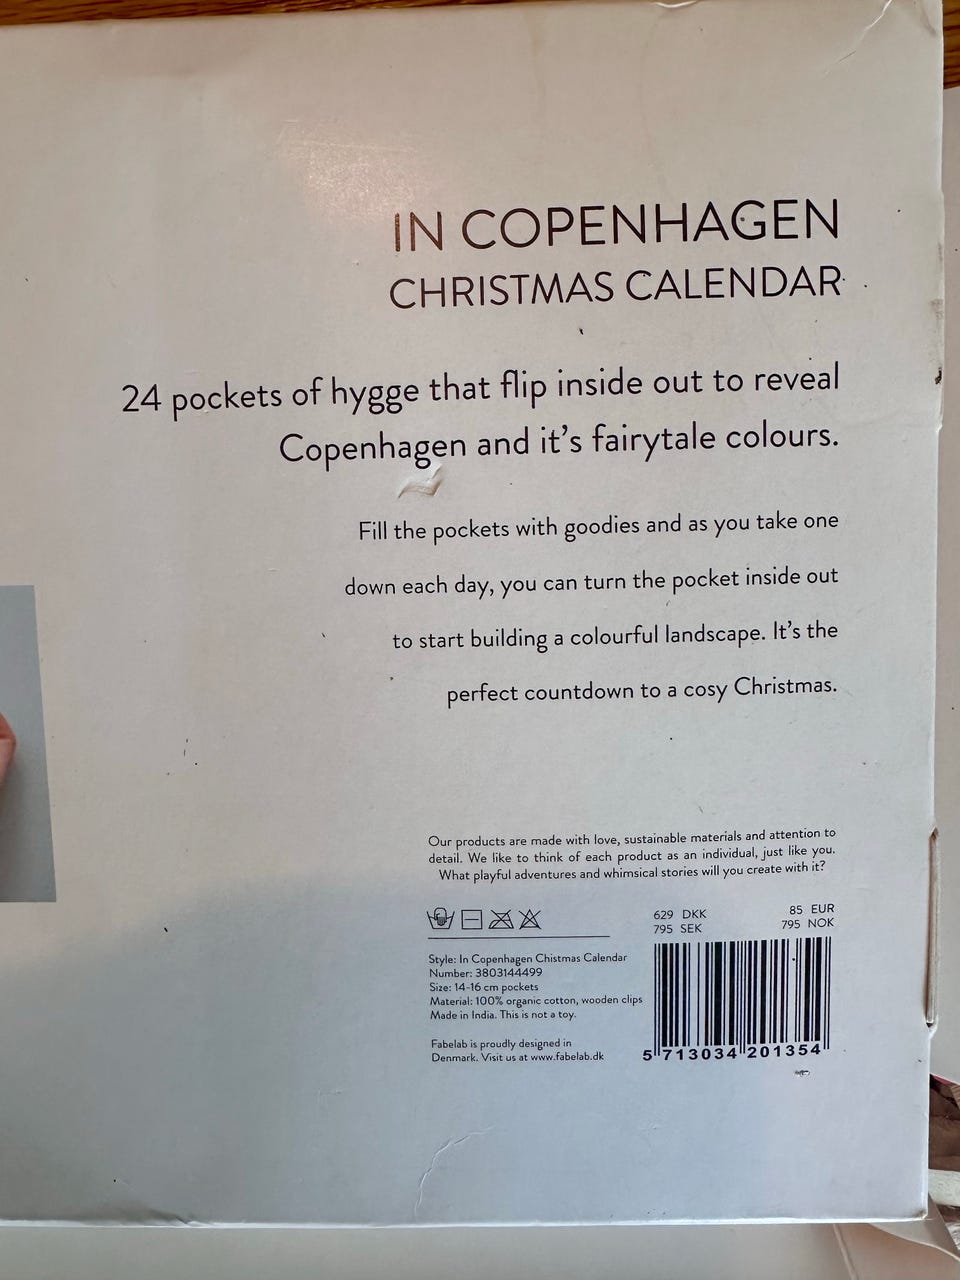 IN COPENHAGEN
CHRISTMAS CALENDAR
24 pockets of hygge that flip inside out to reveal
Copenhagen and it's fairytale colours.
Fill the pockets with goodies and as you take one
down each day, you can turn the pocket inside out
to start building a colourful landscape. It's the
perfect countdown to a cosy Christmas.
Our products are made with love, sustainable materials and attention to
detail. We like to think of each product as an individual, just like you.
What playful adventures and whimsical stories will you create with it?
629 DKK 85 EUR
795 SEK 795 NOK
Style: In Copenhagen Chistmas Calendar
Number: 3803144499
Size: 14-16 cm pockets
Material: 100% organic cotton, wooden clips
Made in India. This is not a toy.
Fabelab is proudly designed in
Denmark. Visit us at www.fabelab.dk
5 713034 201354